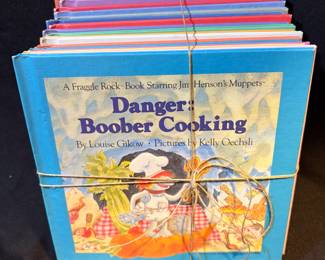 A Fraggle Rock Book Starring Jim Henson's Muppets
Danger:
Boober Cooking
By Louise Gikow • Pictures by Kelly Oechsli